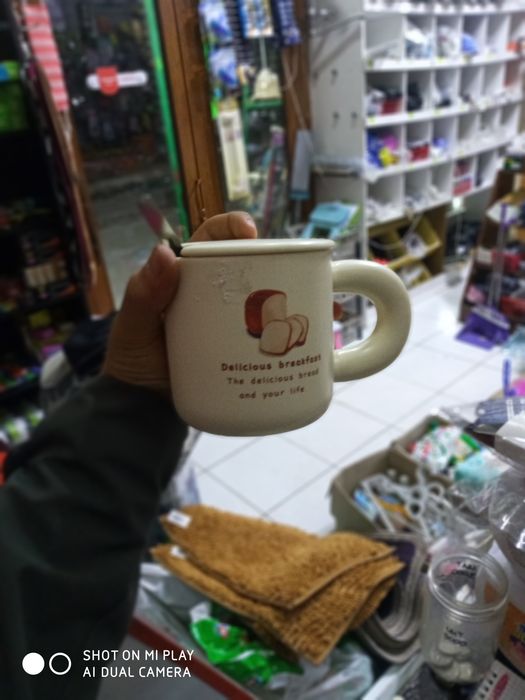 Delicious breakfast
The delicious bread
and your life
SHOT ON MI PLAY
AI DUAL CAMERA